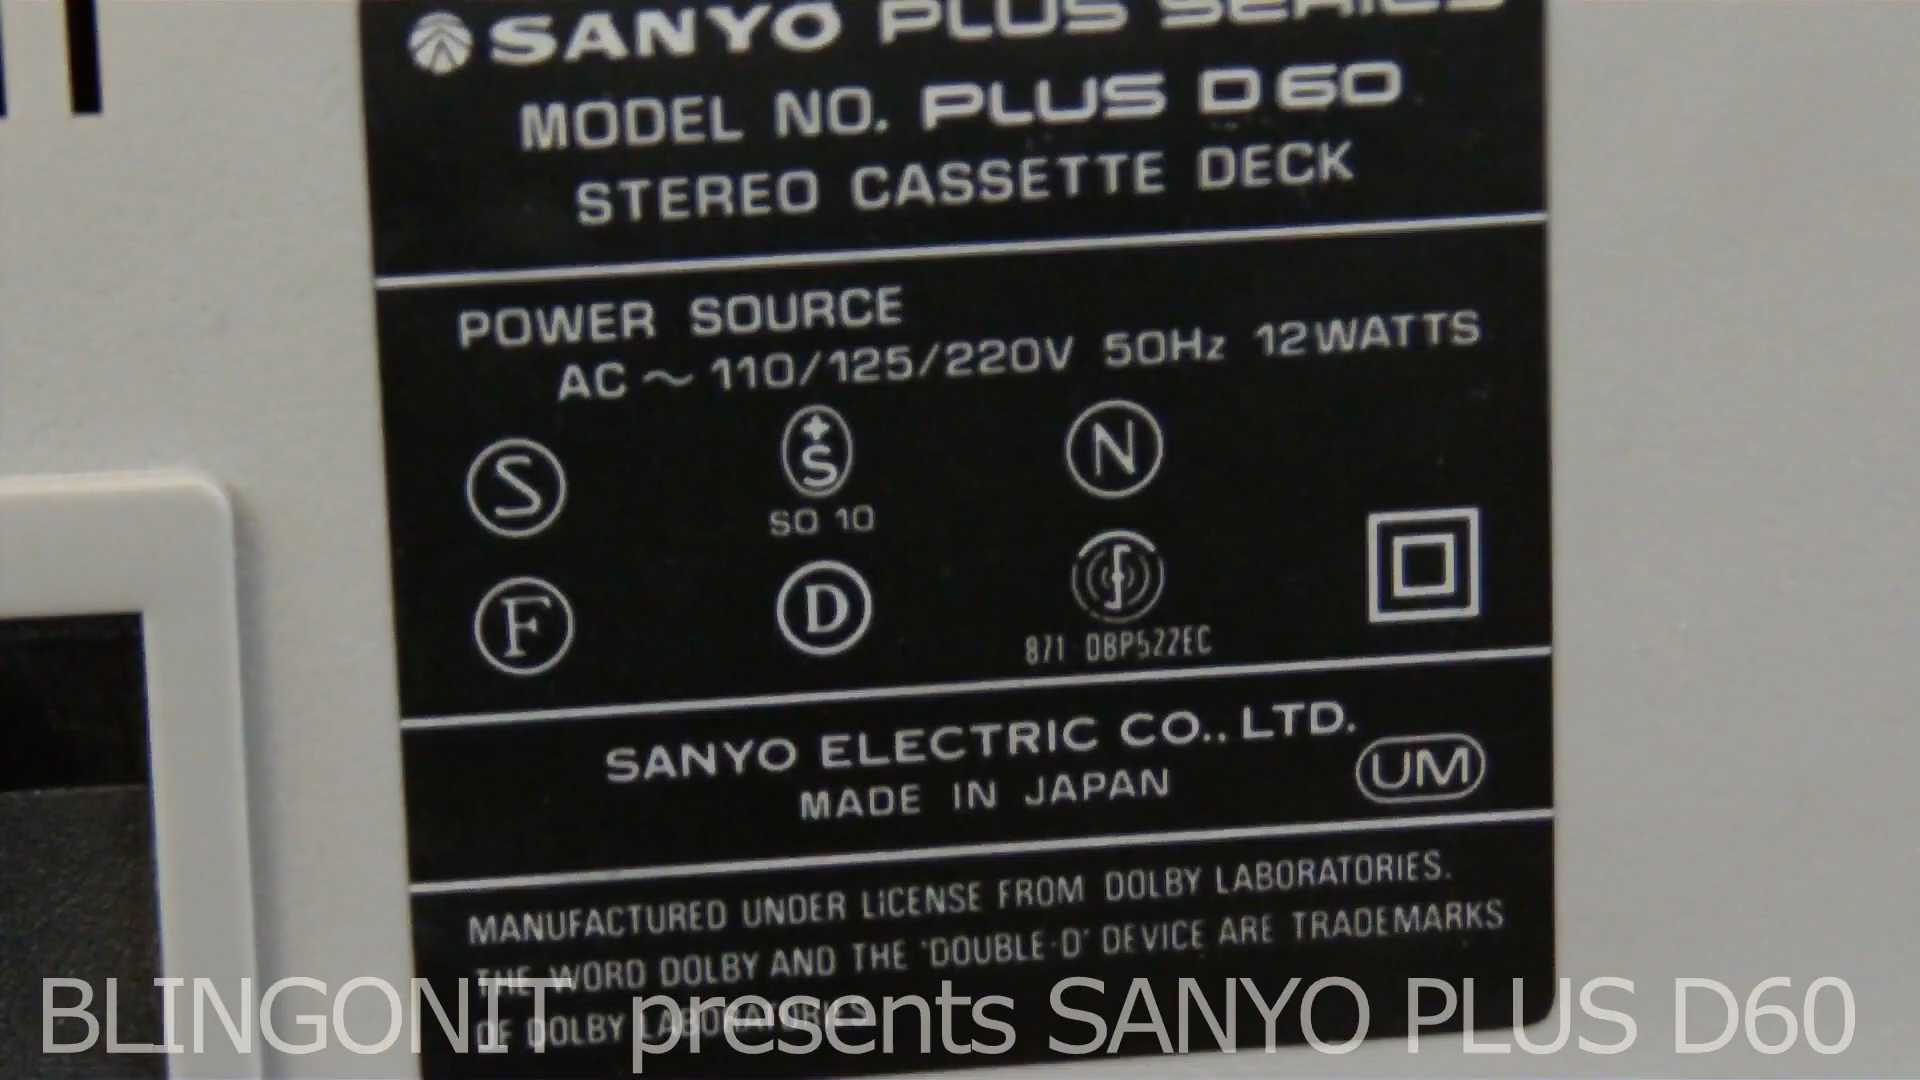 SANYO PLUS SERIES
MODEL NO. PLUS D60
STEREO CASSETTE DECK
POWER SOURCE
AC ~ 110/125/220V 50Hz 12WATTS
S
+S
N
SO 10
F
D
871 DBP522EC
SANYO ELECTRIC CO., LTD.
MADE IN JAPAN
UM
MANUFACTURED UNDER LICENSE FROM DOLBY LABORATORIES.
THE WORD DOLBY AND THE 'DOUBLE-D' DEVICE ARE TRADEMARKS
OF DOLBY LABORATORIES
BLINGONIT presents SANYO PLUS D60